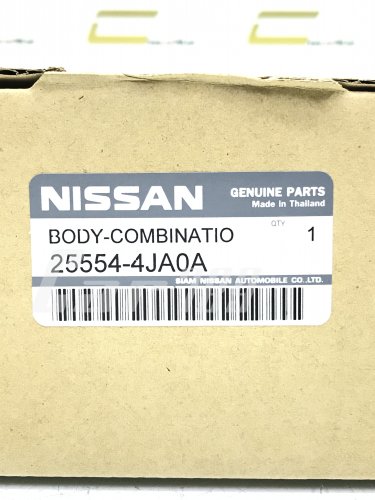 NISSAN
GENUINE PARTS
Made in Thailand
QTY
BODY-COMBINATIO 1
25554-4JA0A
SIAM NISSAN AUTOMOBILE CO.,LTD.